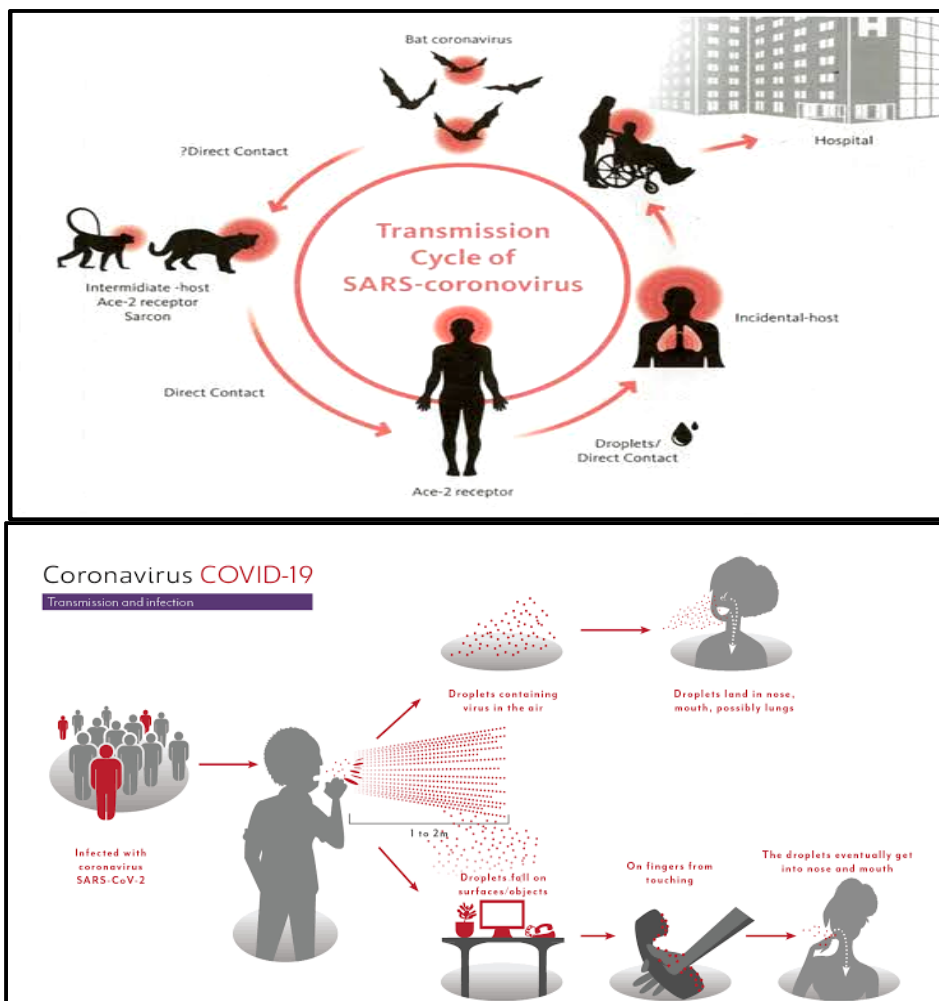 Bat coronavirus
?Direct Contact
Hospital
Transmission
Cycle of
SARS-coronovirus
Intermidiate -host
Ace-2 receptor
Sarcon
Incidental-host
Direct Contact
Droplets/
Direct Contact
Ace-2 receptor
H
Coronavirus COVID-19
Transmission and infection
Droplets containing
virus in the air
Droplets land in nose,
mouth, possibly lungs
1 to 2m
Infected with
coronavirus
SARS-CoV-2
Droplets fall on
surfaces/objects
On fingers from
touching
The droplets eventually get
into nose and mouth